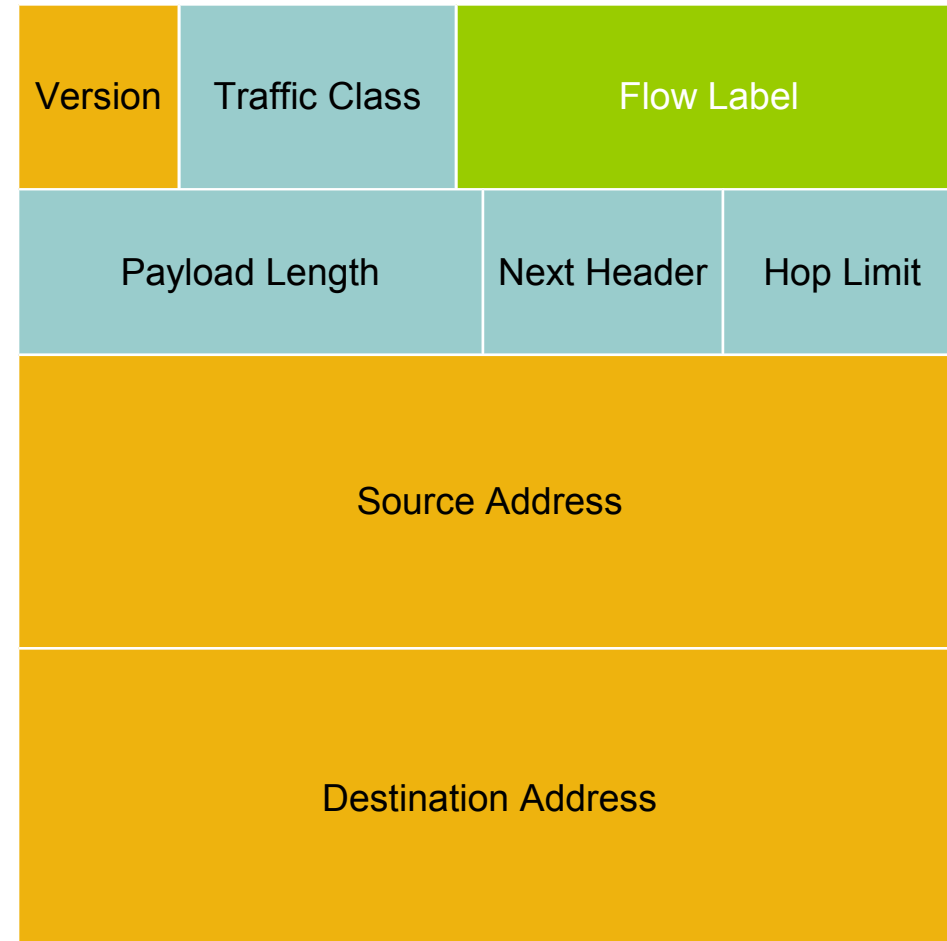 Version Traffic Class Flow Label
Payload Length Next Header Hop Limit
Source Address
Destination Address